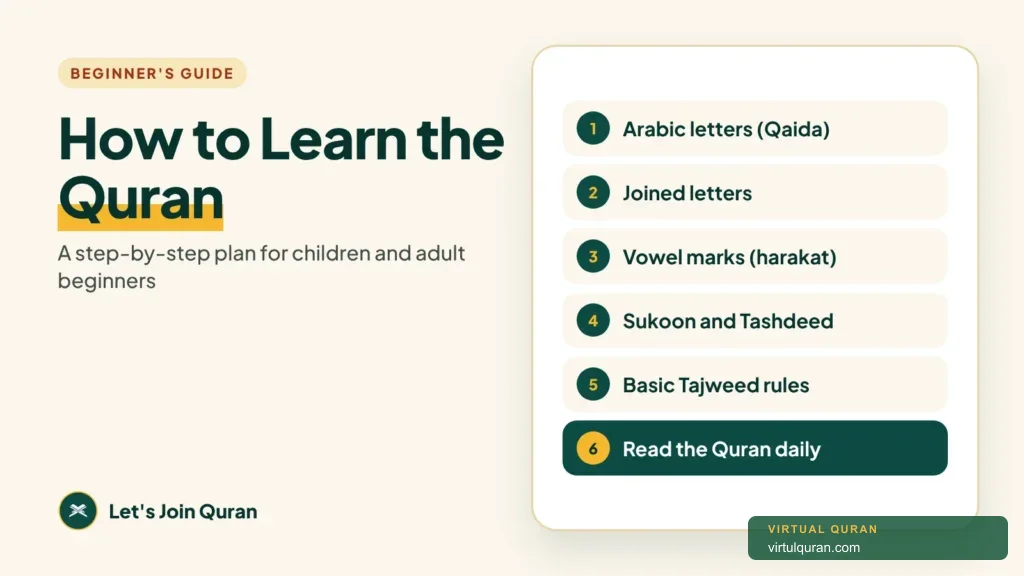 BEGINNER'S GUIDE
How to Learn the
Quran
A step-by-step plan for children and adult
beginners
1 Arabic letters (Qaida)
2 Joined letters
3 Vowel marks (harakat)
4 Sukoon and Tashdeed
5 Basic Tajweed rules
6 Read the Quran daily
Let's Join Quran
VIRTUAL QURAN
virtulquran.com